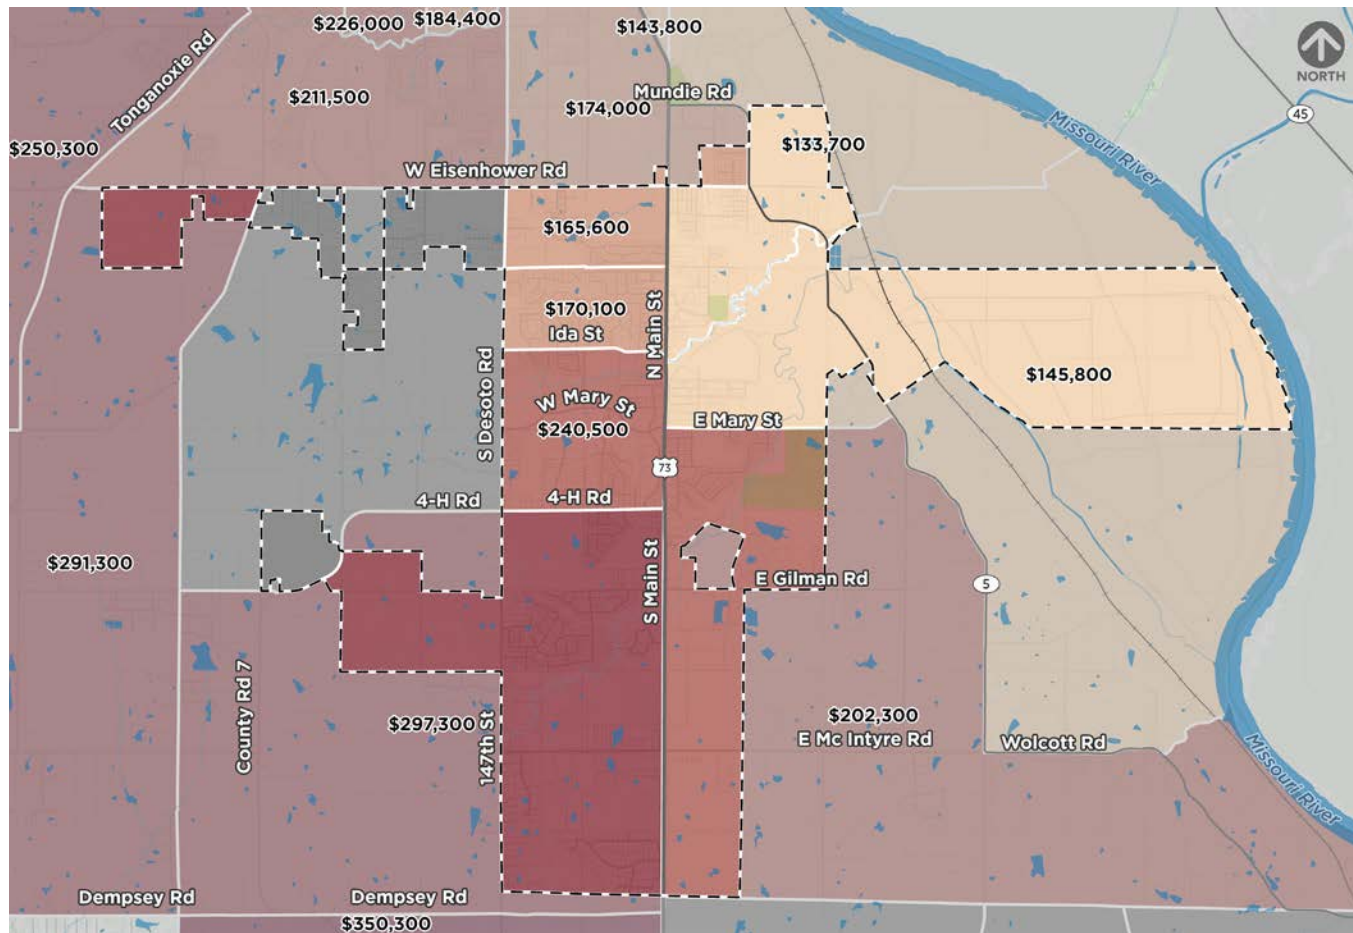 $226,000
$184,400
$143,800
Tonganoxie Rd
NORTH
$211,500
Mundie Rd
$174,000
45
Missouri River
$250,300
$133,700
W Eisenhower Rd
$165,600
$170,100
Ida St
N Main St
S Desoto Rd
W Mary St
$145,800
E Mary St
$240,500
73
4-H Rd
4-H Rd
$291,300
S Main St
E Gilman Rd
5
County Rd 7
$297,300
147th St
$202,300
E Mc Intyre Rd
Wolcott Rd
Missouri River
Dempsey Rd
Dempsey Rd
$350,300